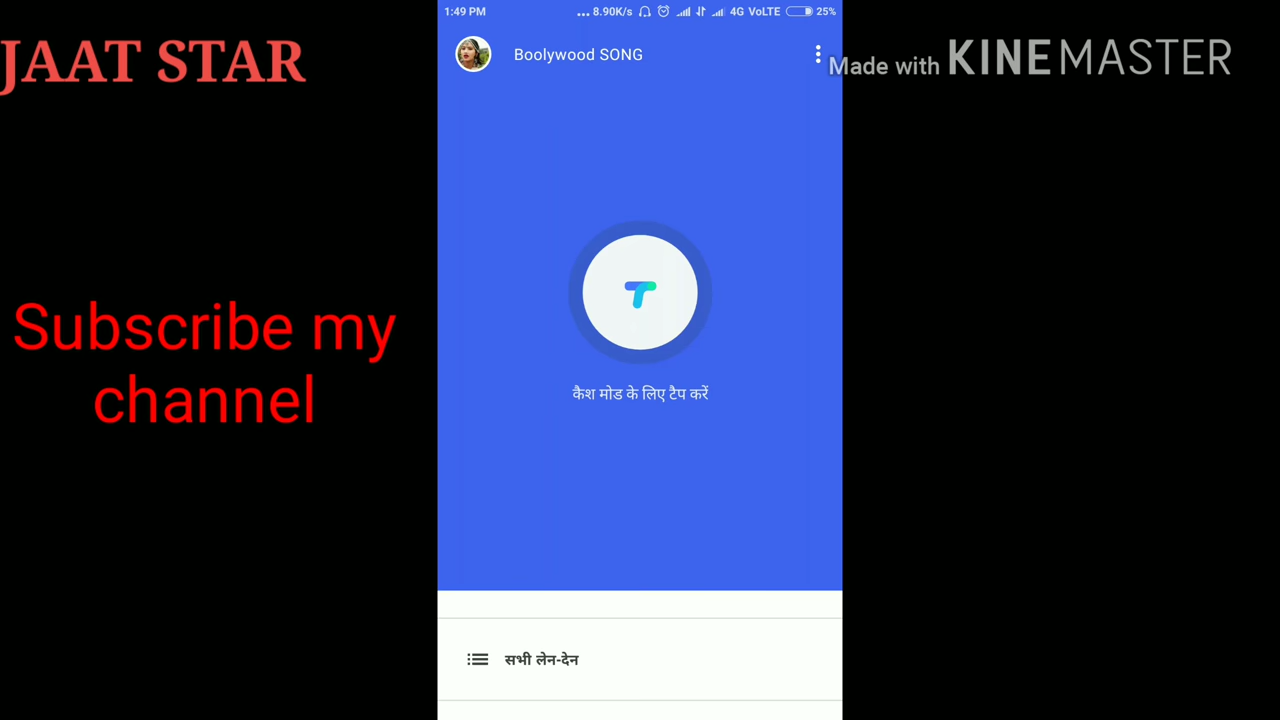 JAAT STAR
Subscribe my
channel
1:49 PM
... 8.90K/s 4G VoLTE 25%
Boolywood SONG
Made with KINEMASTER
कैश मोड के लिए टैप करें
सभी लेन-देन